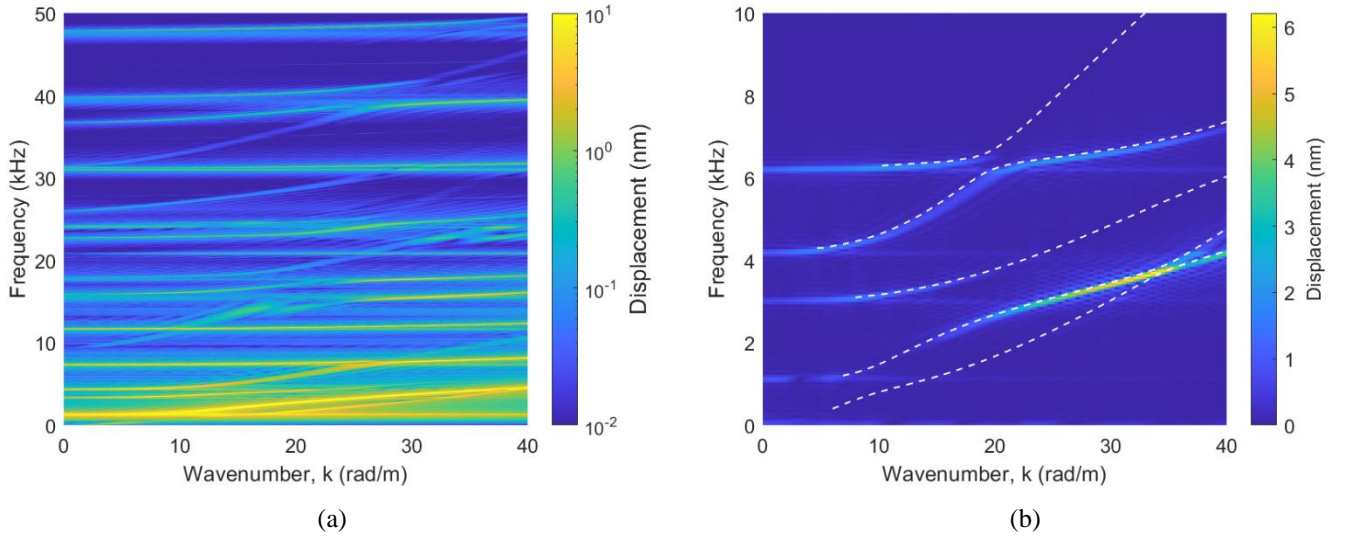 50
40
30
20
10
0
Frequency (kHz)
0 10 20 30 40
Wavenumber, k (rad/m)
10^1
10^0
10^-1
10^-2
Displacement (nm)
(a)
10
8
6
4
2
0
Frequency (kHz)
0 10 20 30 40
Wavenumber, k (rad/m)
6
5
4
3
2
1
0
Displacement (nm)
(b)